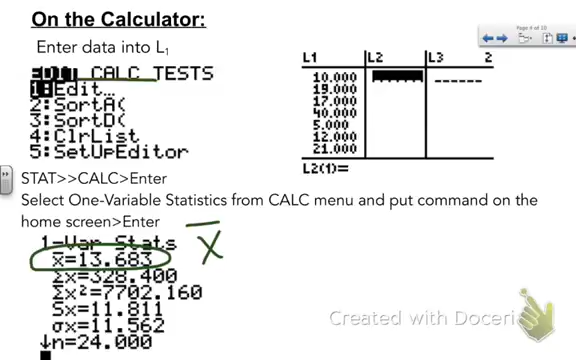 On the Calculator:
Page 4 of 10
Enter data into L₁
EDIT CALC TESTS
1:Edit…
2:SortA(
3:SortD(
4:ClrList
5:SetUpEditor
L1 L2 L3 2
10.000 ------
19.000
17.000
40.000
5.000
12.000
21.000
L2(1)=
STAT>>CALC>Enter
Select One-Variable Statistics from CALC menu and put command on the
home screen>Enter
1-Var Stats
x̄=13.683
Σx=328.400
Σx²=7702.160
Sx=11.811
σx=11.562
↓n=24.000
x̄
Created with Doceri